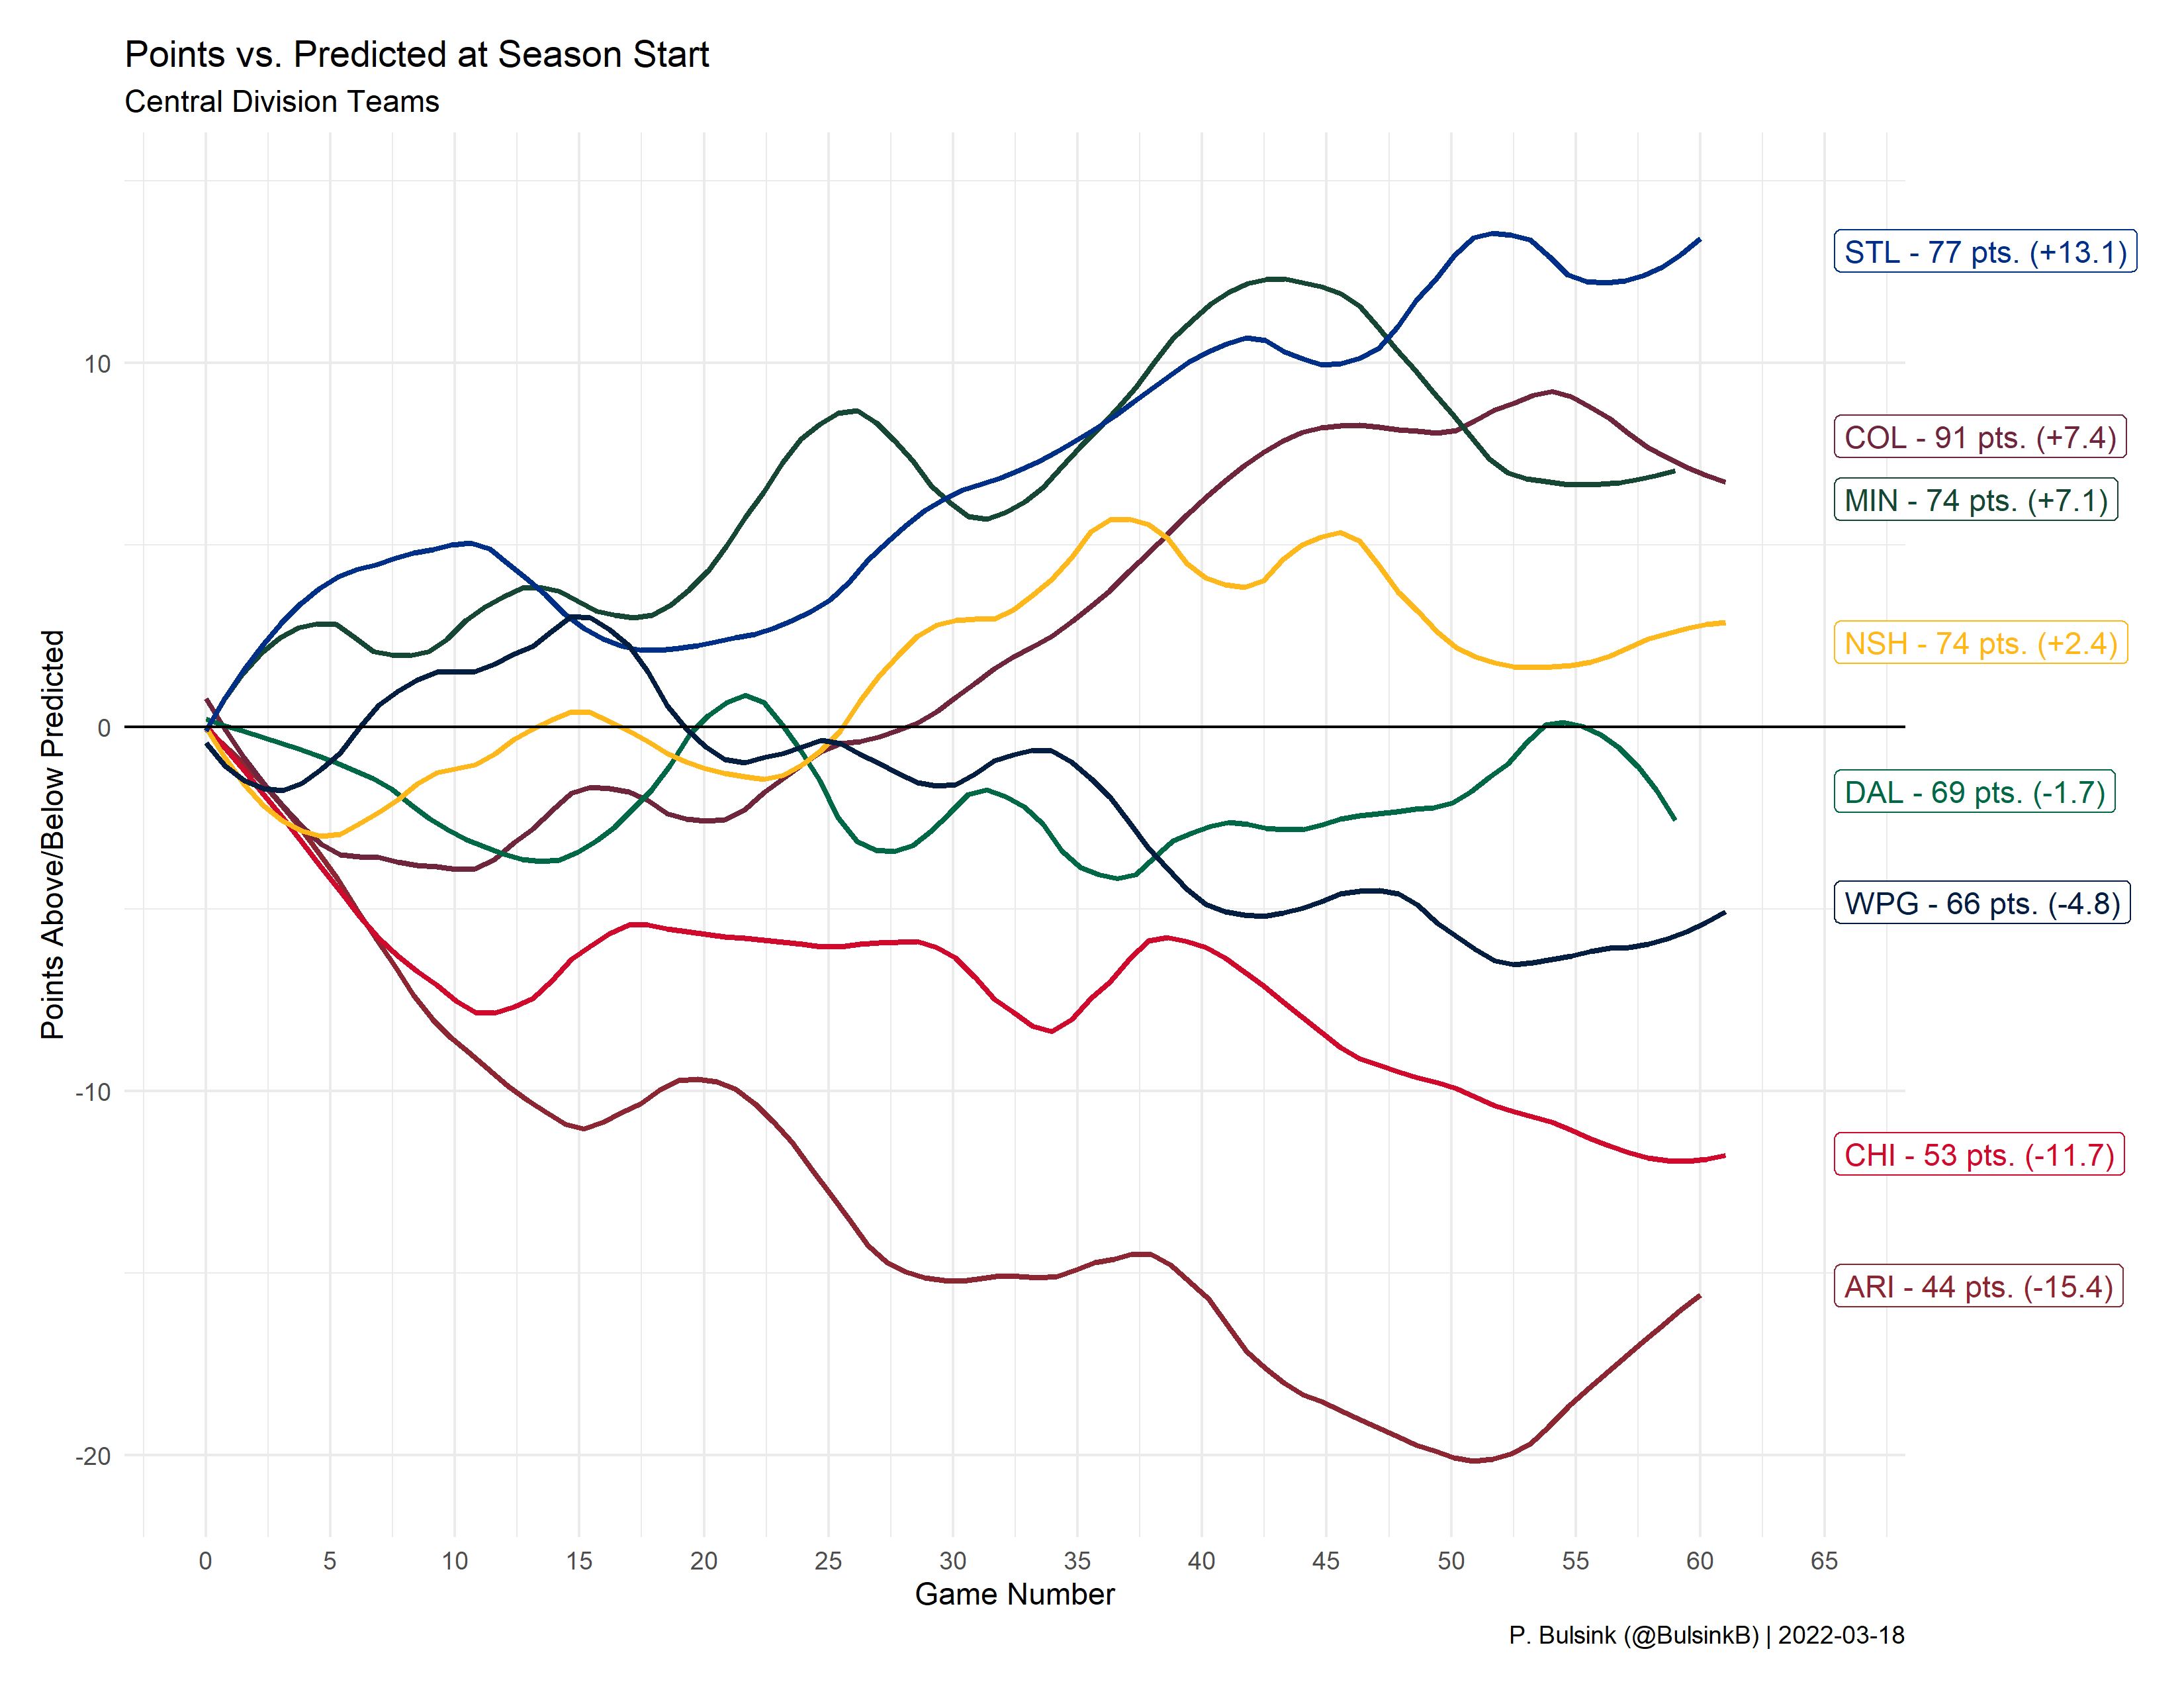 Points vs. Predicted at Season Start
Central Division Teams
Points Above/Below Predicted
10
0
-10
-20
STL - 77 pts. (+13.1)
COL - 91 pts. (+7.4)
MIN - 74 pts. (+7.1)
NSH - 74 pts. (+2.4)
DAL - 69 pts. (-1.7)
WPG - 66 pts. (-4.8)
CHI - 53 pts. (-11.7)
ARI - 44 pts. (-15.4)
0 5 10 15 20 25 30 35 40 45 50 55 60 65
Game Number
P. Bulsink (@BulsinkB) | 2022-03-18